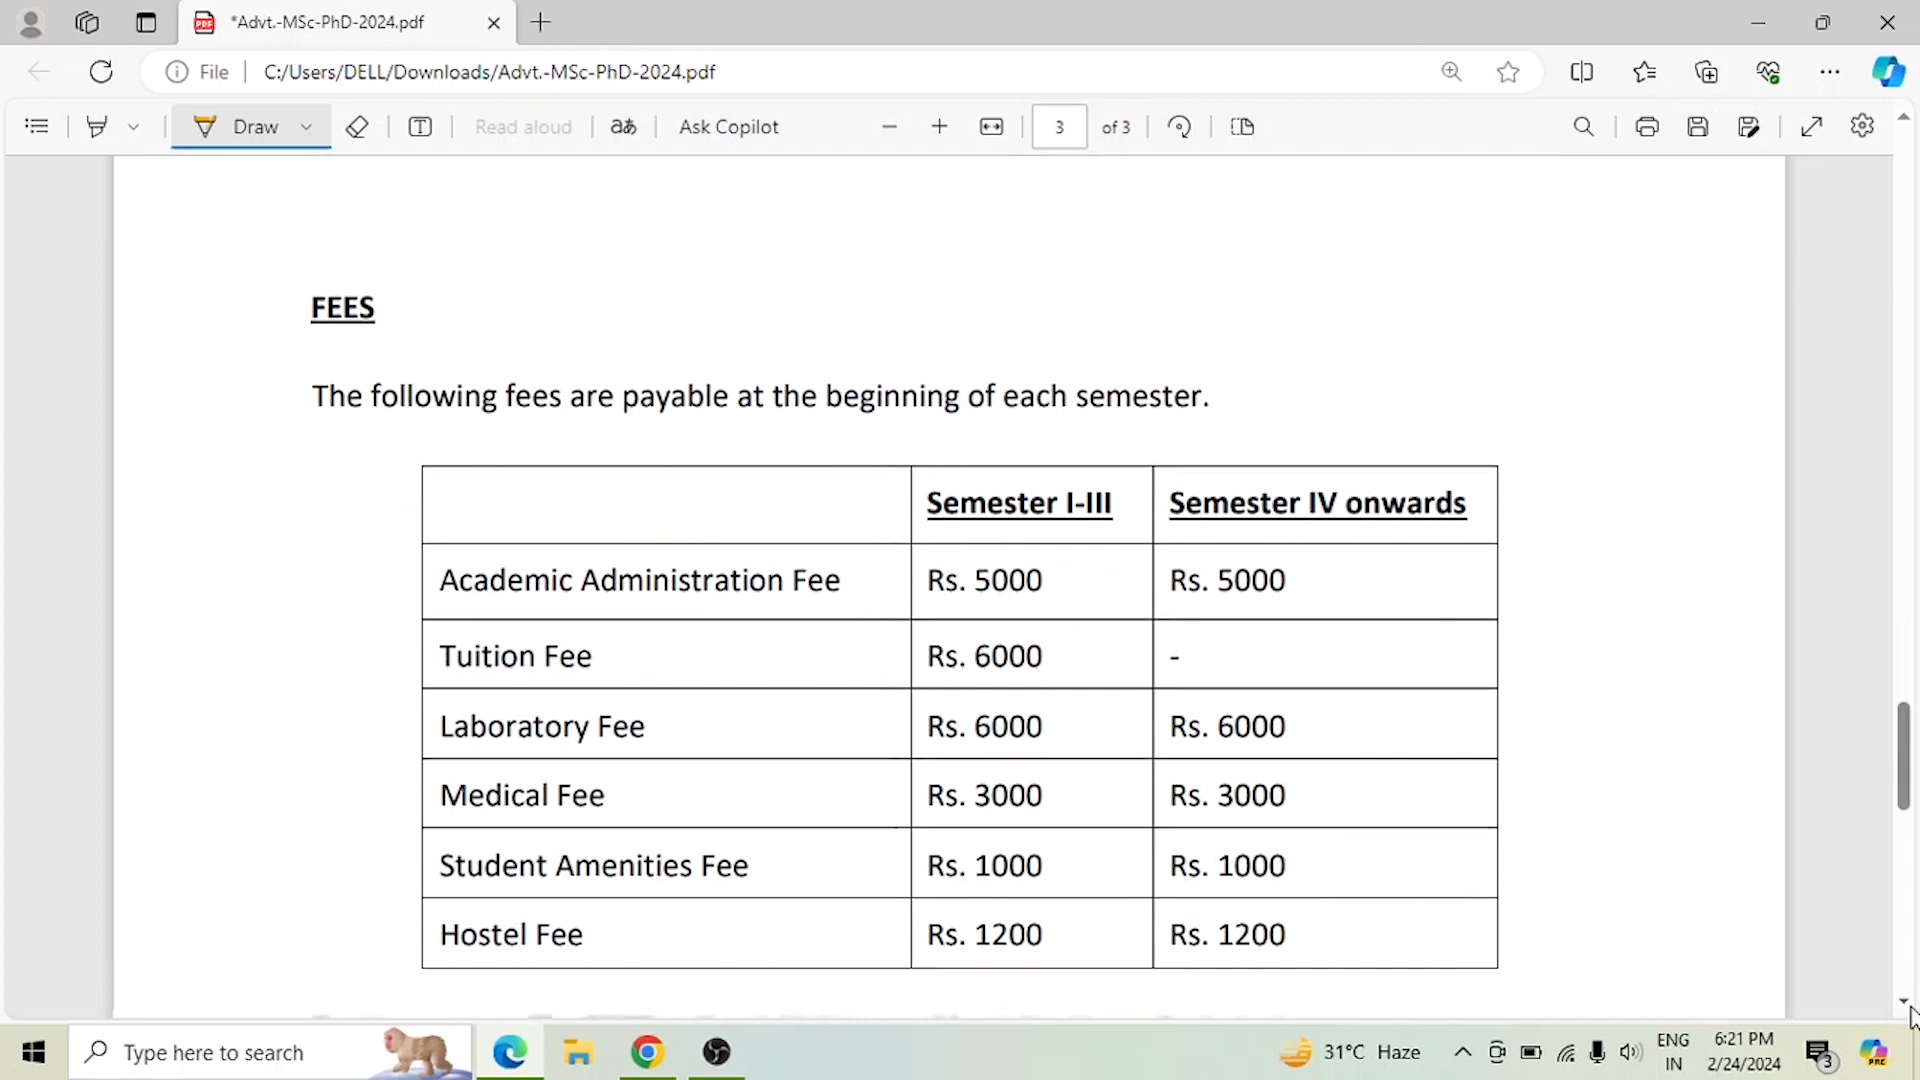 *Advt.-MSc-PhD-2024.pdf
File C:/Users/DELL/Downloads/Advt.-MSc-PhD-2024.pdf
Draw Read aloud aあ Ask Copilot 3 of 3
FEES
The following fees are payable at the beginning of each semester.
Semester I-III Semester IV onwards
Academic Administration Fee Rs. 5000 Rs. 5000
Tuition Fee Rs. 6000 -
Laboratory Fee Rs. 6000 Rs. 6000
Medical Fee Rs. 3000 Rs. 3000
Student Amenities Fee Rs. 1000 Rs. 1000
Hostel Fee Rs. 1200 Rs. 1200
Type here to search 31°C Haze ENG 6:21 PM
IN 2/24/2024 3